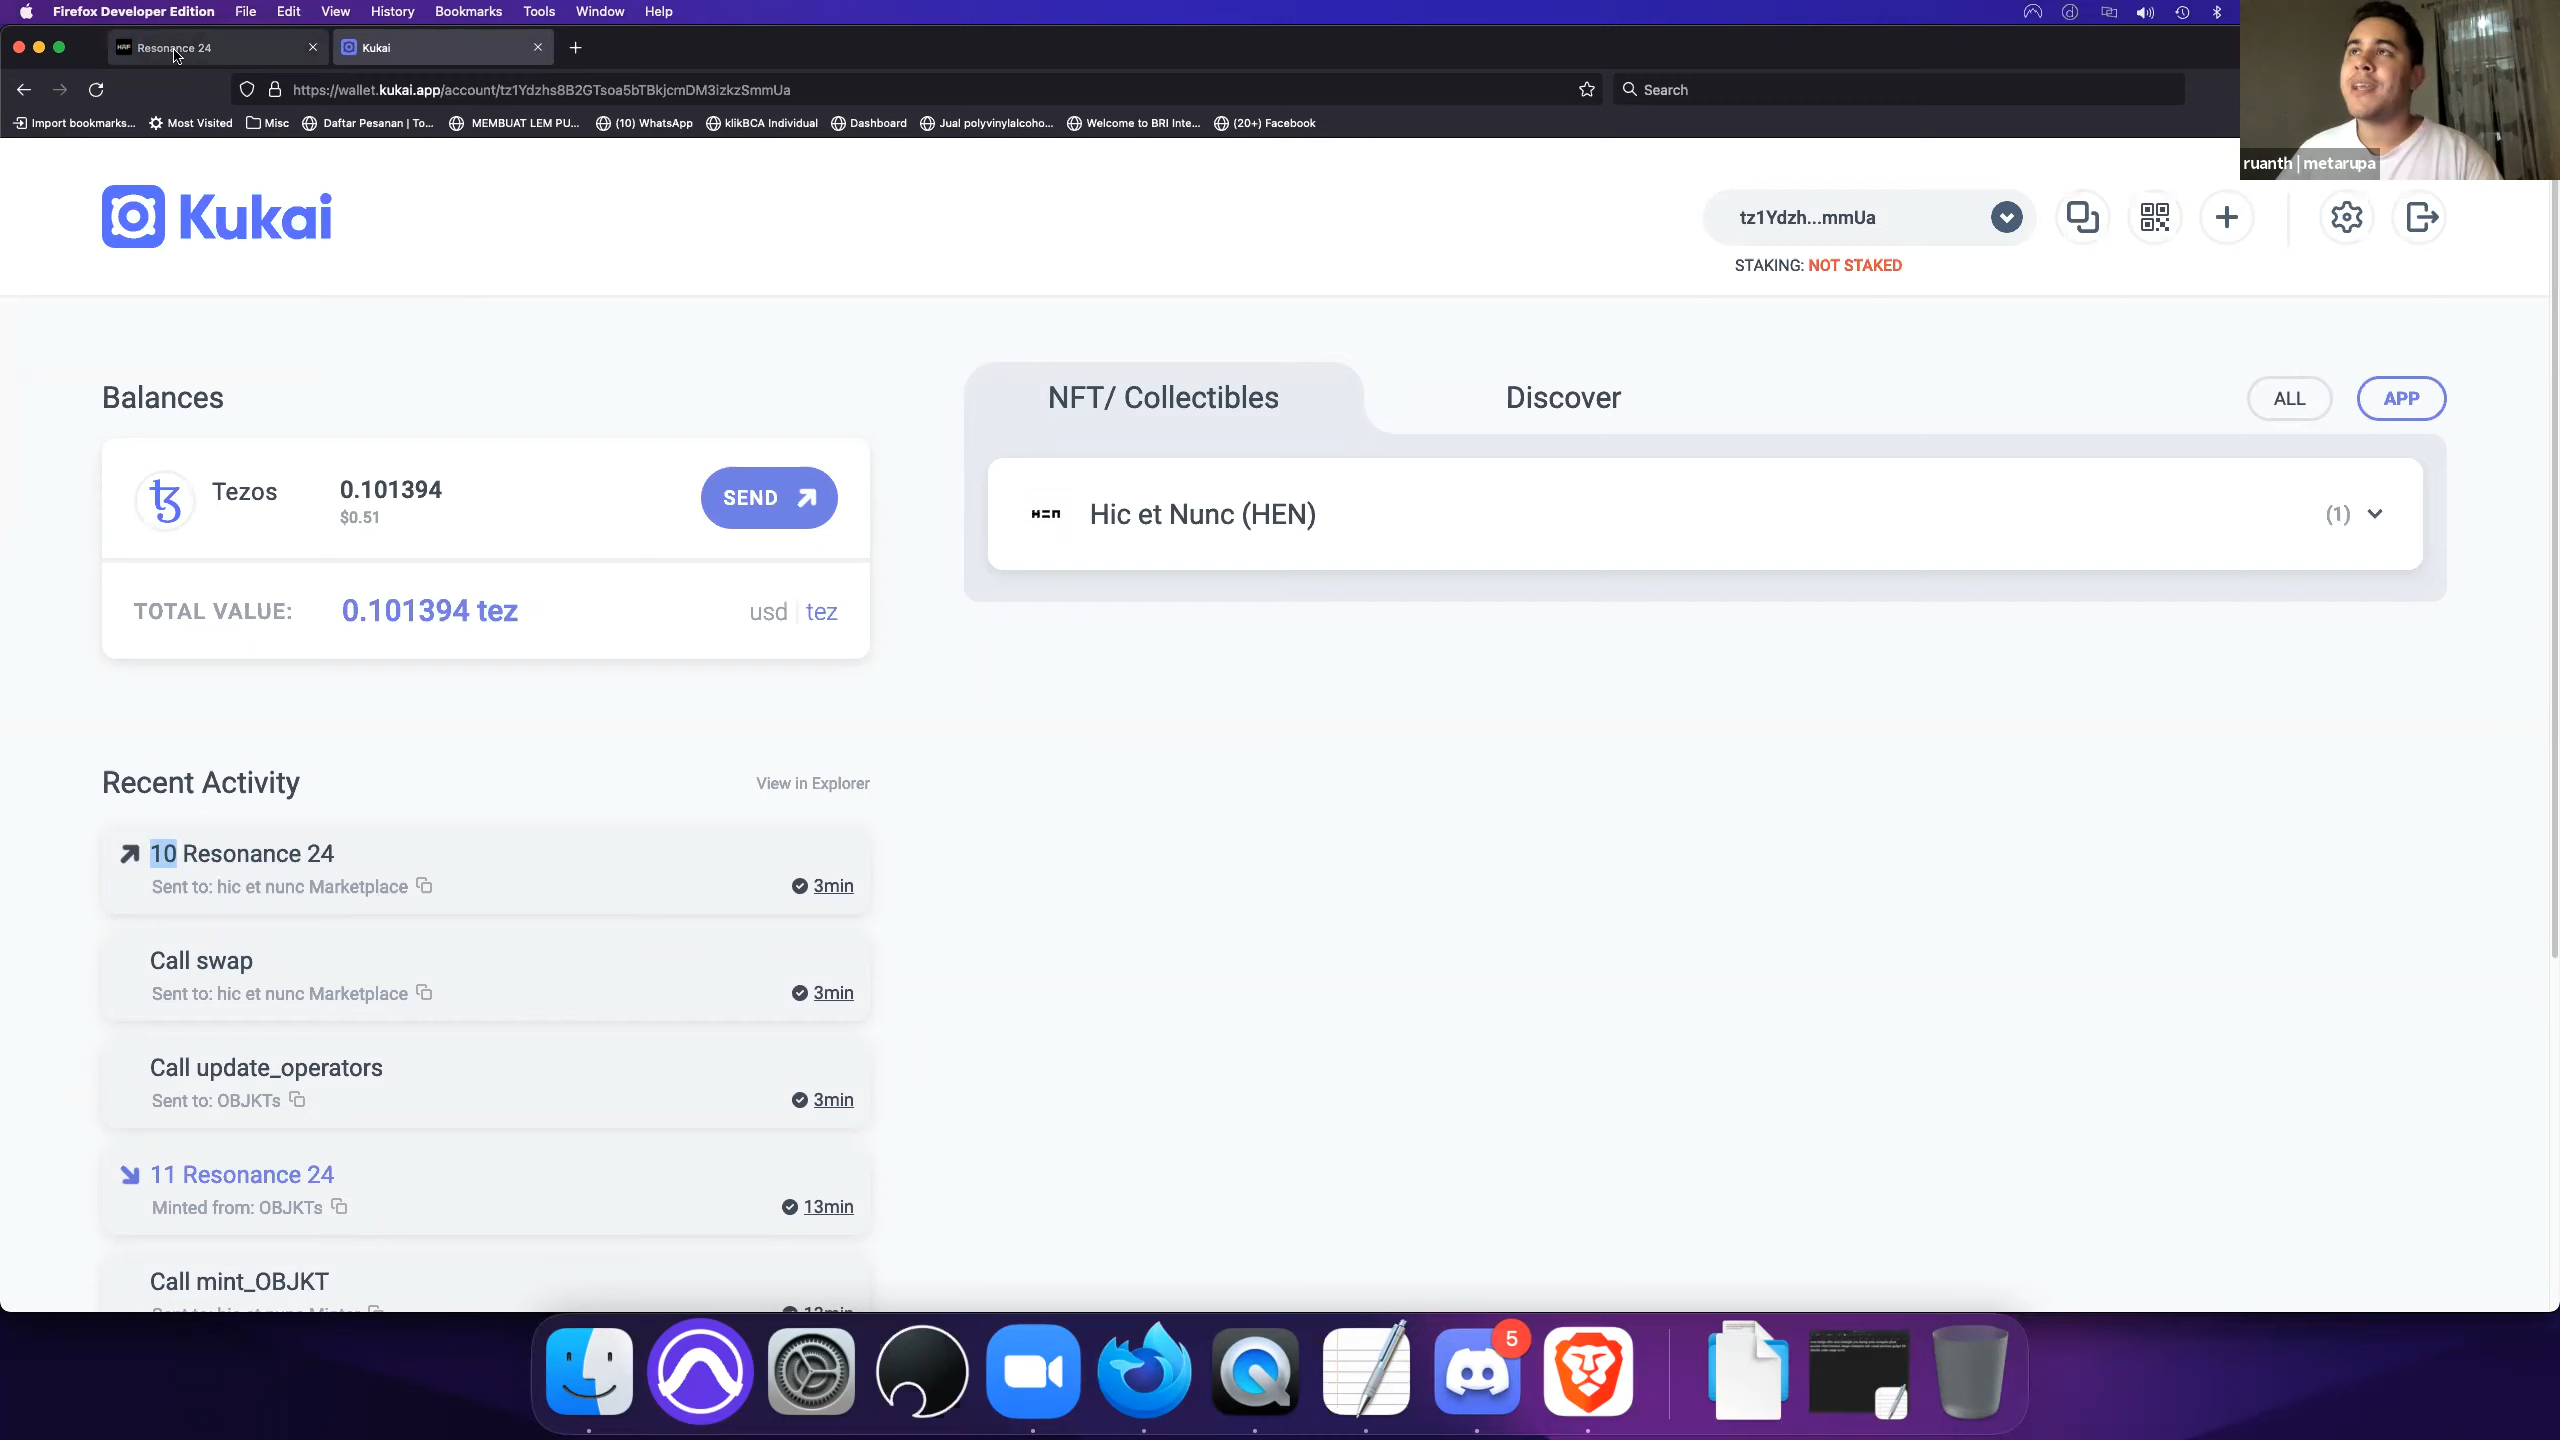 Firefox Developer Edition File Edit View History Bookmarks Tools Window Help
Resonance 24
Kukai
https://wallet.kukai.app/account/tz1Ydzhs8B2GTsoa5bTBkjcmDM3izkzSmmUa
Search
Import bookmarks... Most Visited Misc Daftar Pesanan | To... MEMBUAT LEM PU... (10) WhatsApp klikBCA Individual Dashboard Jual polyvinylalcoho... Welcome to BRI Inte... (20+) Facebook
ruanth | metarupa
Kukai
tz1Ydzh...mmUa
STAKING: NOT STAKED
Balances
NFT/ Collectibles
Discover
ALL
APP
Tezos
0.101394
$0.51
SEND
TOTAL VALUE:
0.101394 tez
usd | tez
HEN
Hic et Nunc (HEN)
(1)
Recent Activity
View in Explorer
10 Resonance 24
Sent to: hic et nunc Marketplace
3min
Call swap
Sent to: hic et nunc Marketplace
3min
Call update_operators
Sent to: OBJKTs
3min
11 Resonance 24
Minted from: OBJKTs
13min
Call mint_OBJKT
5